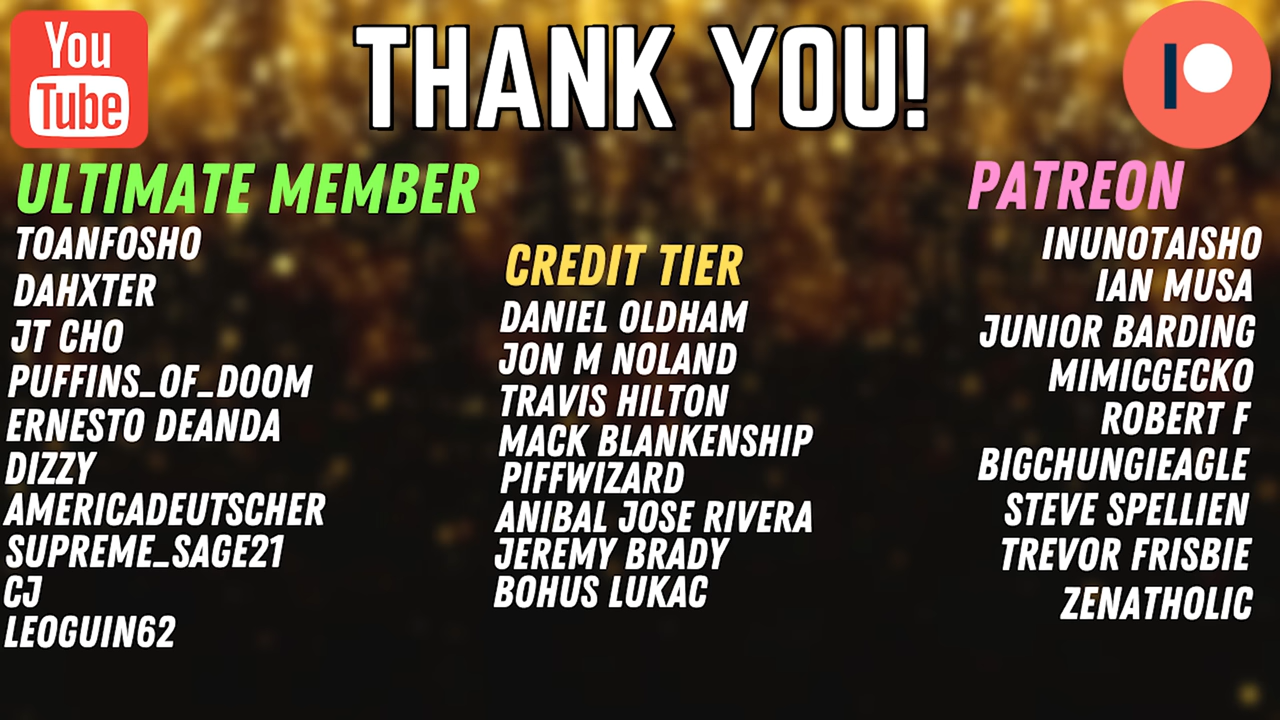 You
Tube
THANK YOU!
ULTIMATE MEMBER
TOANFOSHO
DAHXTER
JT CHO
PUFFINS_OF_DOOM
ERNESTO DEANDA
DIZZY
AMERICADEUTSCHER
SUPREME_SAGE21
CJ
LEOGUIN62
CREDIT TIER
DANIEL OLDHAM
JON M NOLAND
TRAVIS HILTON
MACK BLANKENSHIP
PIFFWIZARD
ANIBAL JOSE RIVERA
JEREMY BRADY
BOHUS LUKAC
PATREON
INUNOTAISHO
IAN MUSA
JUNIOR BARDING
MIMICGECKO
ROBERT F
BIGCHUNGIEAGLE
STEVE SPELLIEN
TREVOR FRISBIE
ZENATHOLIC